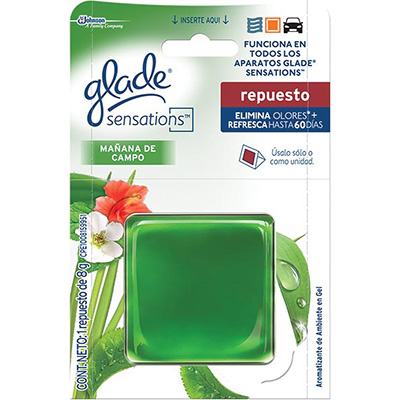 Johnson
A Family Company
↓ INSERTE AQUI ↓
glade®
sensations™
MAÑANA DE
CAMPO
FUNCIONA EN
TODOS LOS
APARATOS GLADE®
SENSATIONS™
repuesto
ELIMINA OLORES*+
REFRESCA HASTA 60 DÍAS
Úsalo sólo o
como unidad.
CONT. NETO: 1 repuesto de 8 g
CPE1008159951
Aromatizante de Ambiente en Gel